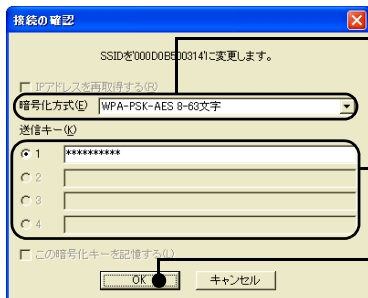 接続の確認
SSIDを'000D0B500314'に変更します。
IPアドレスを再取得する(R)
暗号化方式(E) WPA-PSK-AES 8-63文字
送信キー(K)
1 **********
2
3
4
この暗号化キーを記憶する(L)
OK キャンセル